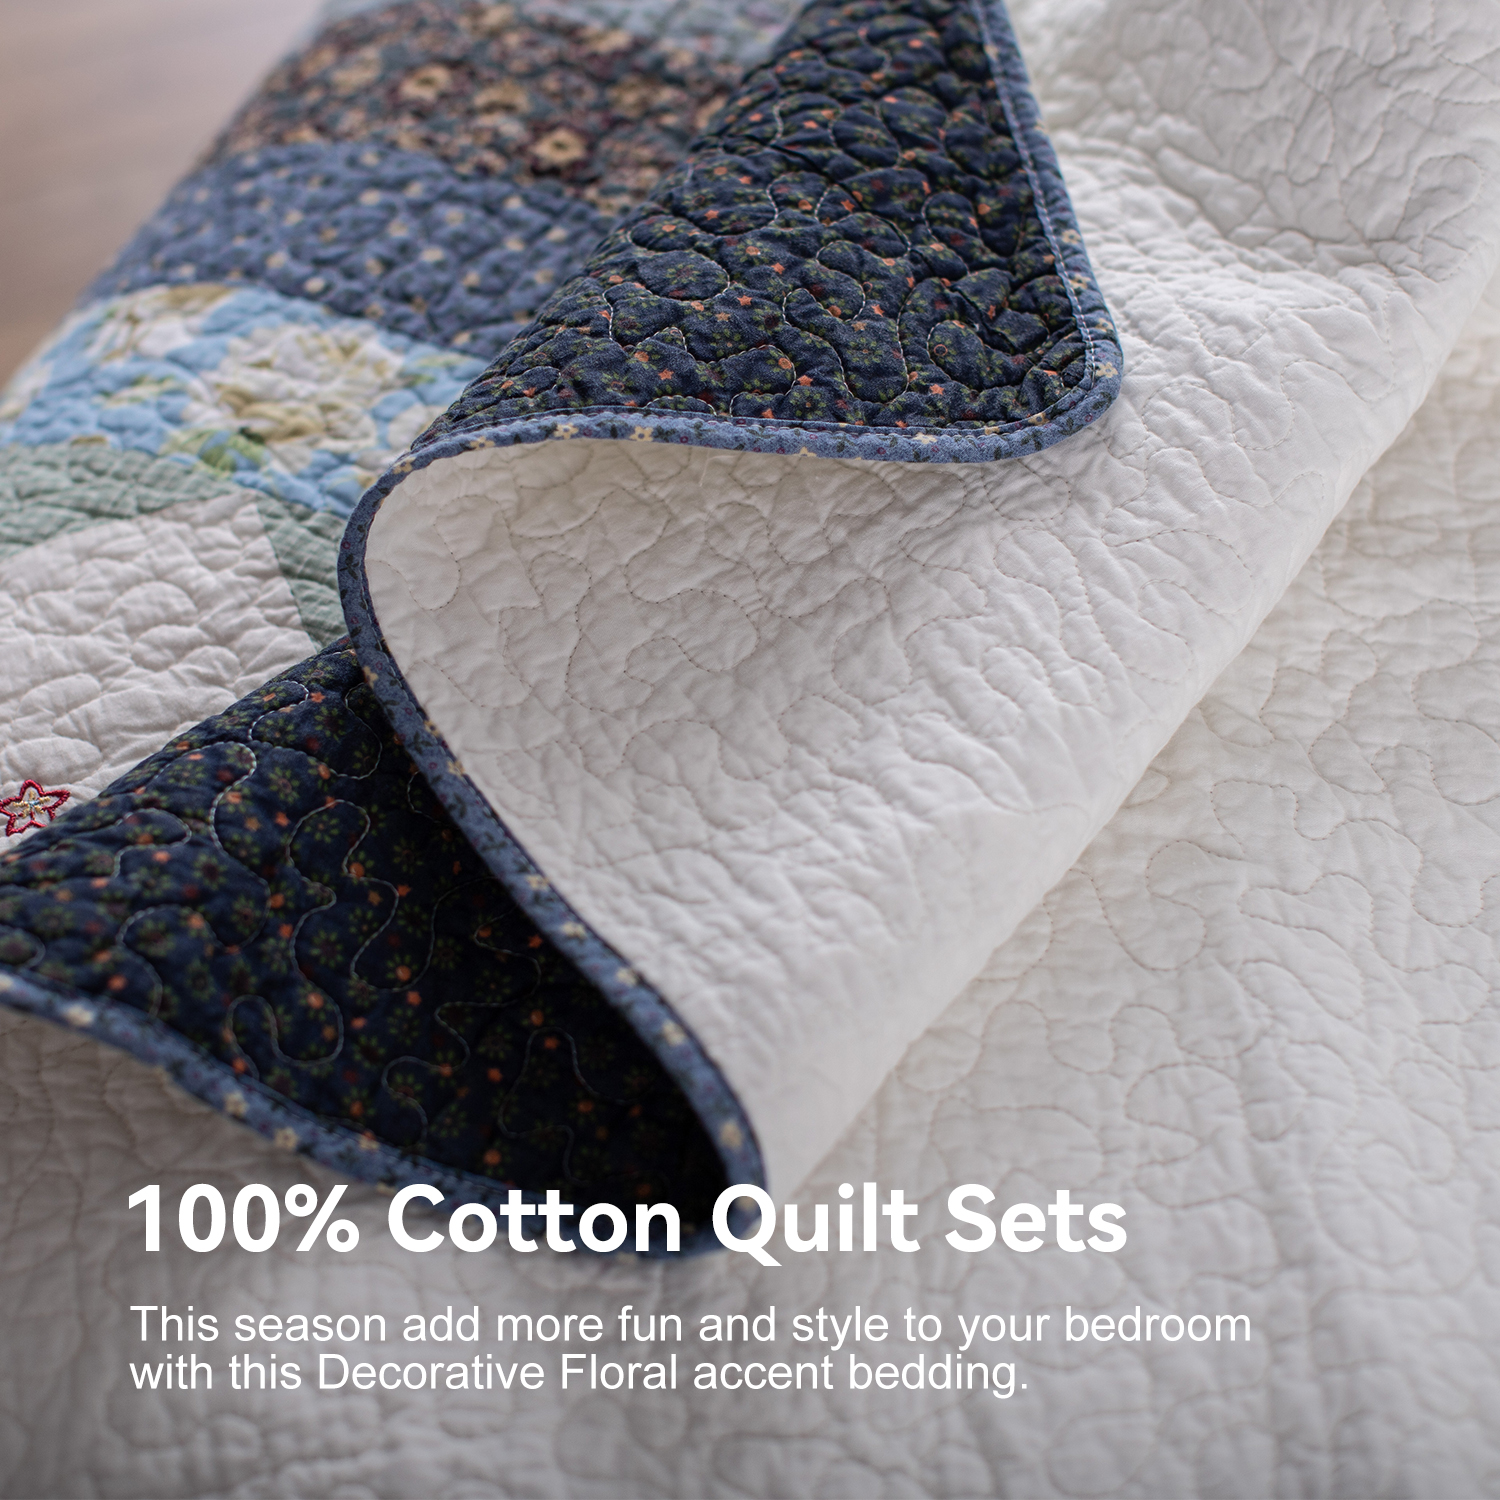 100% Cotton Quilt Sets
This season add more fun and style to your bedroom
with this Decorative Floral accent bedding.